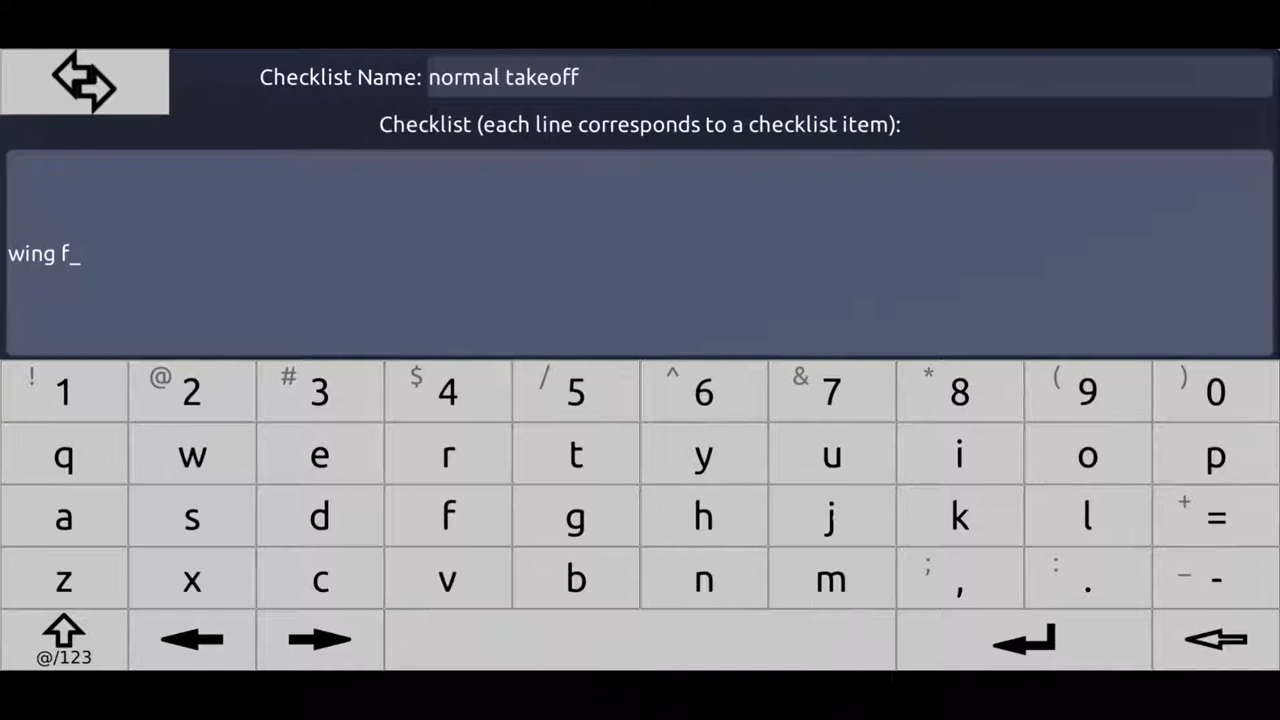 Checklist Name: normal takeoff
Checklist (each line corresponds to a checklist item):
wing f_
! 1 @ 2 # 3 $ 4 / 5 ^ 6 & 7 * 8 ( 9 ) 0
q w e r t y u i o p
a s d f g h j k l + =
z x c v b n m ; , : . _ -
@/123